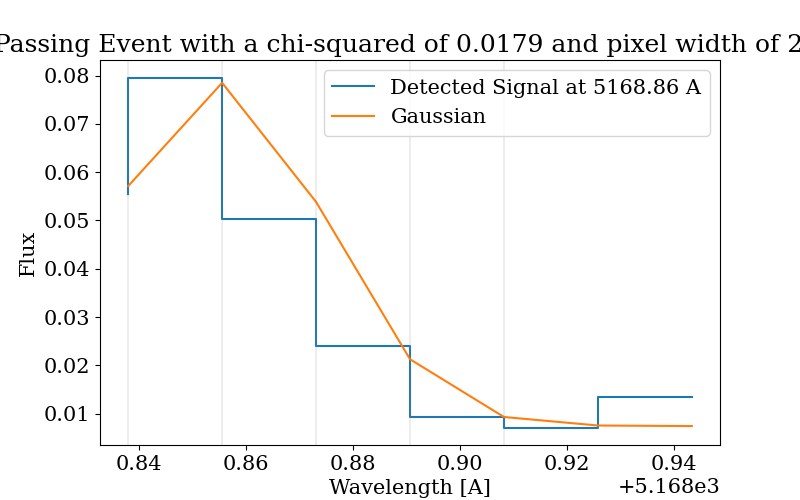 Passing Event with a chi-squared of 0.0179 and pixel width of 2
Detected Signal at 5168.86 A
Gaussian
Flux
0.08
0.07
0.06
0.05
0.04
0.03
0.02
0.01
0.84 0.86 0.88 0.90 0.92 0.94
+5.168e3
Wavelength [A]